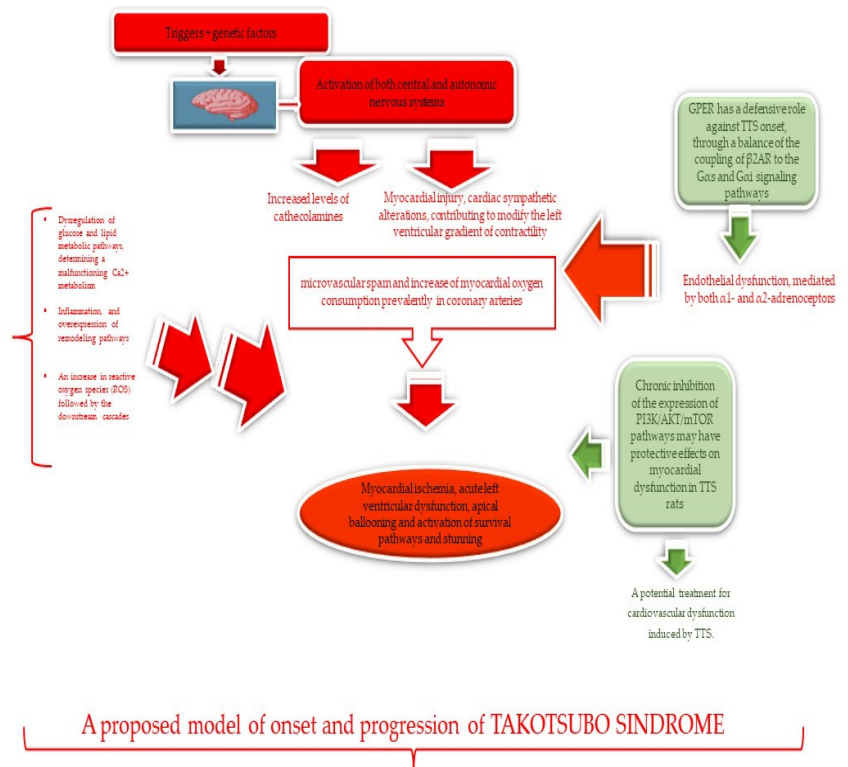 Triggers + genetic factors
Activation of both central and autonomic
nervous systems
Increased levels of
cathecolamines
Myocardial injury, cardiac sympathetic
alterations, contributing to modify the left
ventricular gradient of contractility
GPER has a defensive role
against TTS onset,
through a balance of the
coupling of β2AR to the
Gαs and Gαi signaling
pathways
Endothelial dysfunction, mediated
by both α1- and α2-adrenoceptors
▪ Dysregulation of
glucose and lipid
metabolic pathways,
determining a
malfunctioning Ca2+
metabolism
▪ Inflammation, and
overexpression of
remodeling pathways
▪ An increase in reactive
oxygen species (ROS)
followed by the
downstream cascades
microvascular spam and increase of myocardial oxygen
consumption prevalently in coronary arteries
Myocardial ischemia, acute left
ventricular dysfunction, apical
ballooning and activation of survival
pathways and stunning
Chronic inhibition
of the expression of
PI3K/AKT/mTOR
pathways may have
protective effects on
myocardial
dysfunction in TTS
rats
A potential treatment for
cardiovascular dysfunction
induced by TTS.
A proposed model of onset and progression of TAKOTSUBO SINDROME